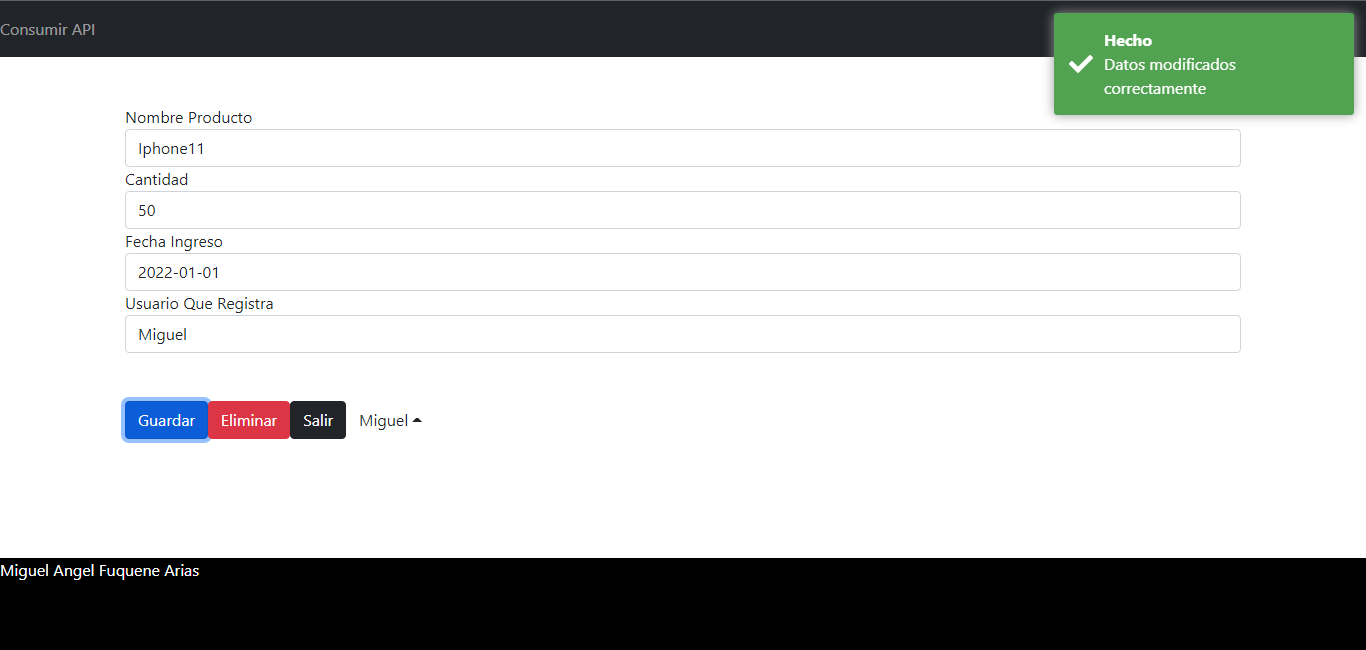 Consumir API
Hecho
Datos modificados
correctamente
Nombre Producto
Iphone11
Cantidad
50
Fecha Ingreso
2022-01-01
Usuario Que Registra
Miguel
Guardar Eliminar Salir Miguel
Miguel Angel Fuquene Arias